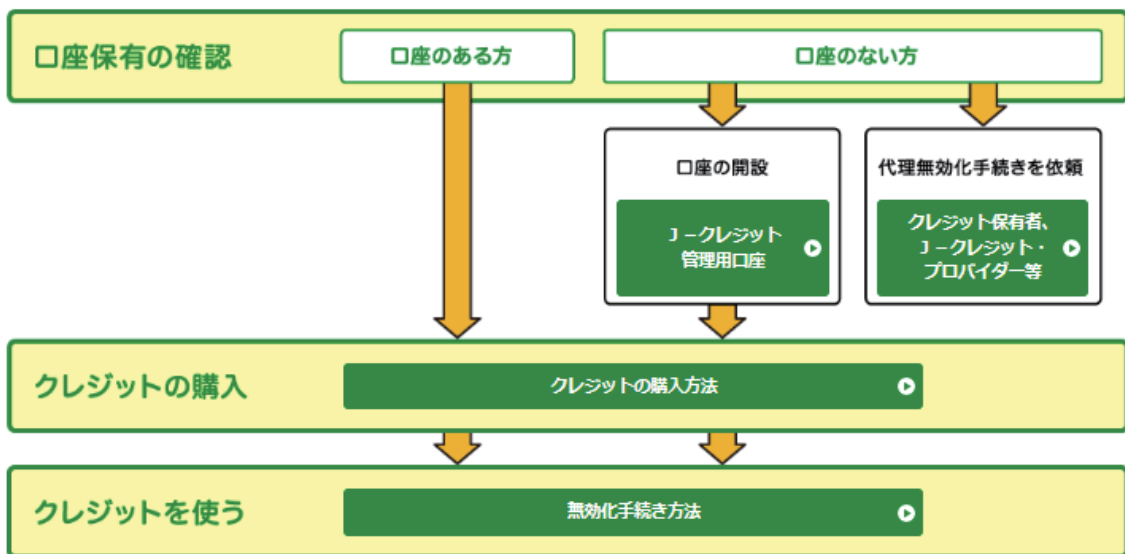 口座保有の確認
口座のある方
口座のない方
口座の開設
代理無効化手続きを依頼
J－クレジット
管理用口座
クレジット保有者、
J－クレジット・
プロバイダー等
クレジットの購入
クレジットの購入方法
クレジットを使う
無効化手続き方法